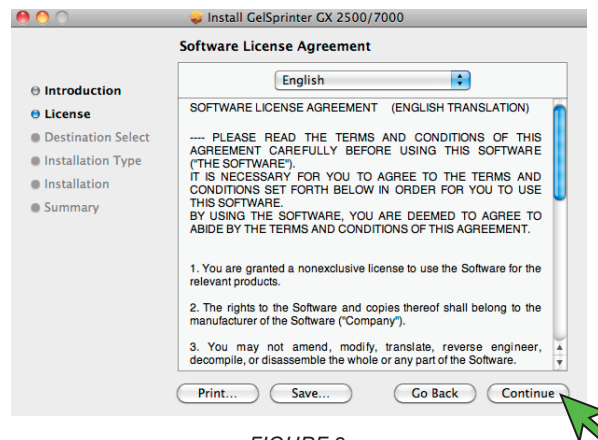 Install GelSprinter GX 2500/7000
Software License Agreement
English
Introduction
License
Destination Select
Installation Type
Installation
Summary
SOFTWARE LICENSE AGREEMENT (ENGLISH TRANSLATION)
---- PLEASE READ THE TERMS AND CONDITIONS OF THIS
AGREEMENT CAREFULLY BEFORE USING THIS SOFTWARE
("THE SOFTWARE").
IT IS NECESSARY FOR YOU TO AGREE TO THE TERMS AND
CONDITIONS SET FORTH BELOW IN ORDER FOR YOU TO USE
THIS SOFTWARE.
BY USING THE SOFTWARE, YOU ARE DEEMED TO AGREE TO
ABIDE BY THE TERMS AND CONDITIONS OF THIS AGREEMENT.
1. You are granted a nonexclusive license to use the Software for the
relevant products.
2. The rights to the Software and copies thereof shall belong to the
manufacturer of the Software ("Company").
3. You may not amend, modify, translate, reverse engineer,
decompile, or disassemble the whole or any part of the Software.
Print...
Save...
Go Back
Continue